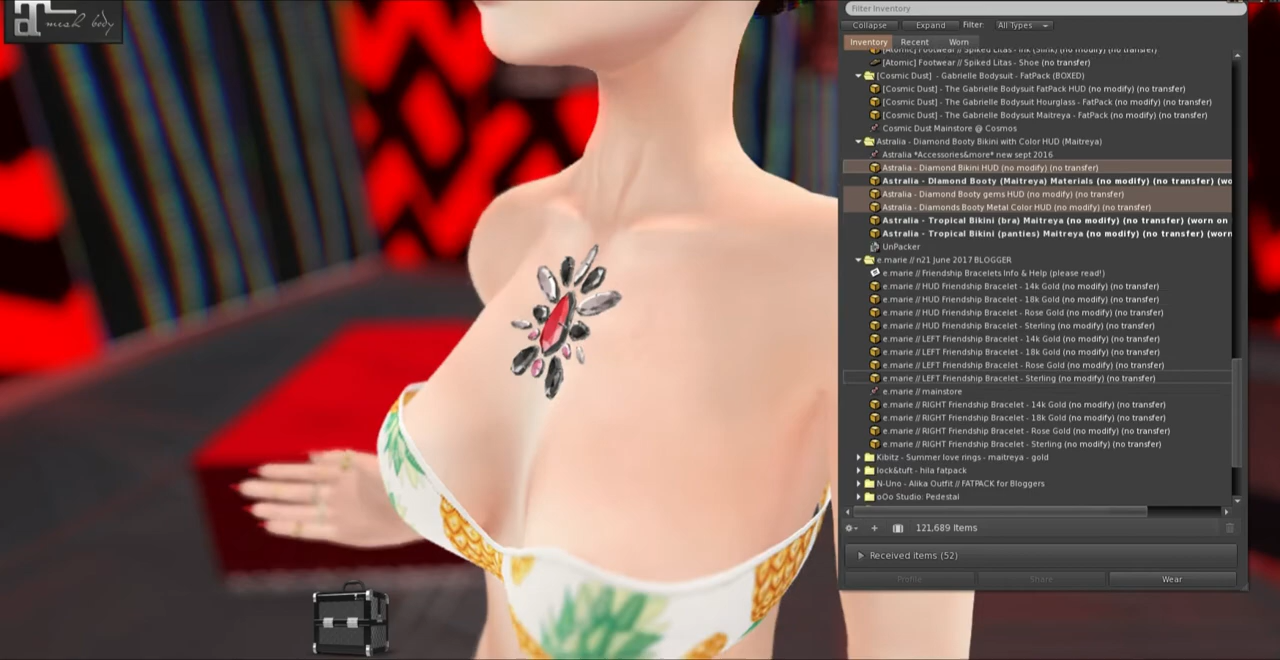 mesh body
Filter Inventory
Collapse Expand Filter: All Types
Inventory Recent Worn
[Atomic] Footwear // Spiked Litas - Ink (Slink) (no modify) (no transfer)
[Atomic] Footwear // Spiked Litas - Shoe (no transfer)
[Cosmic Dust] - Gabrielle Bodysuit - FatPack (BOXED)
[Cosmic Dust] - The Gabrielle Bodysuit FatPack HUD (no modify) (no transfer)
[Cosmic Dust] - The Gabrielle Bodysuit Hourglass - FatPack (no modify) (no transfer)
[Cosmic Dust] - The Gabrielle Bodysuit Maitreya - FatPack (no modify) (no transfer)
Cosmic Dust Mainstore @ Cosmos
Astralia - Diamond Booty Bikini with Color HUD (Maitreya)
Astralia *Accessories&more* new sept 2016
Astralia - Diamond Bikini HUD (no modify) (no transfer)
Astralia - DIamond Booty (Maitreya) Materials (no modify) (no transfer) (wo
Astralia - Diamond Booty gems HUD (no modify) (no transfer)
Astralia - Diamonds Booty Metal Color HUD (no modify) (no transfer)
Astralia - Tropical Bikini (bra) Maitreya (no modify) (no transfer) (worn on
Astralia - Tropical Bikini (panties) Maitreya (no modify) (no transfer) (worn
UnPacker
e.marie // n21 June 2017 BLOGGER
e.marie // Friendship Bracelets Info & Help (please read!)
e.marie // HUD Friendship Bracelet - 14k Gold (no modify) (no transfer)
e.marie // HUD Friendship Bracelet - 18k Gold (no modify) (no transfer)
e.marie // HUD Friendship Bracelet - Rose Gold (no modify) (no transfer)
e.marie // HUD Friendship Bracelet - Sterling (no modify) (no transfer)
e.marie // LEFT Friendship Bracelet - 14k Gold (no modify) (no transfer)
e.marie // LEFT Friendship Bracelet - 18k Gold (no modify) (no transfer)
e.marie // LEFT Friendship Bracelet - Rose Gold (no modify) (no transfer)
e.marie // LEFT Friendship Bracelet - Sterling (no modify) (no transfer)
e.marie // mainstore
e.marie // RIGHT Friendship Bracelet - 14k Gold (no modify) (no transfer)
e.marie // RIGHT Friendship Bracelet - 18k Gold (no modify) (no transfer)
e.marie // RIGHT Friendship Bracelet - Rose Gold (no modify) (no transfer)
e.marie // RIGHT Friendship Bracelet - Sterling (no modify) (no transfer)
Kibitz - Summer love rings - maitreya - gold
lock&tuft - hila fatpack
N-Uno - Alika Outfit // FATPACK for Bloggers
oOo Studio: Pedestal
121,689 Items
Received items (52)
Profile Share Wear